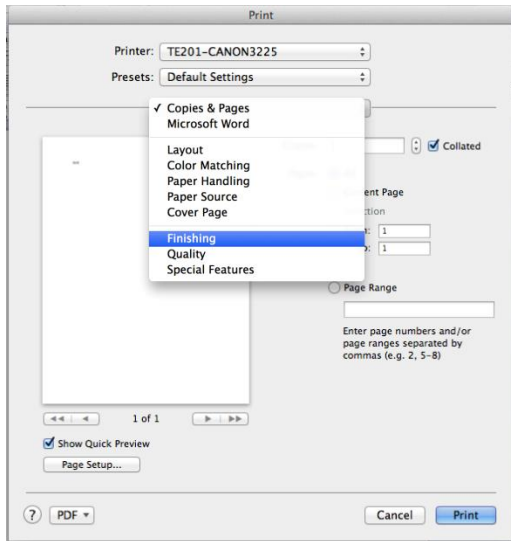 Print
Printer: TE201-CANON3225
Presets: Default Settings
✓ Copies & Pages
Microsoft Word
Layout
Color Matching
Paper Handling
Paper Source
Cover Page
Finishing
Quality
Special Features
Collated
Page
1
1
Page Range
Enter page numbers and/or
page ranges separated by
commas (e.g. 2, 5-8)
1 of 1
Show Quick Preview
Page Setup...
? PDF
Cancel Print